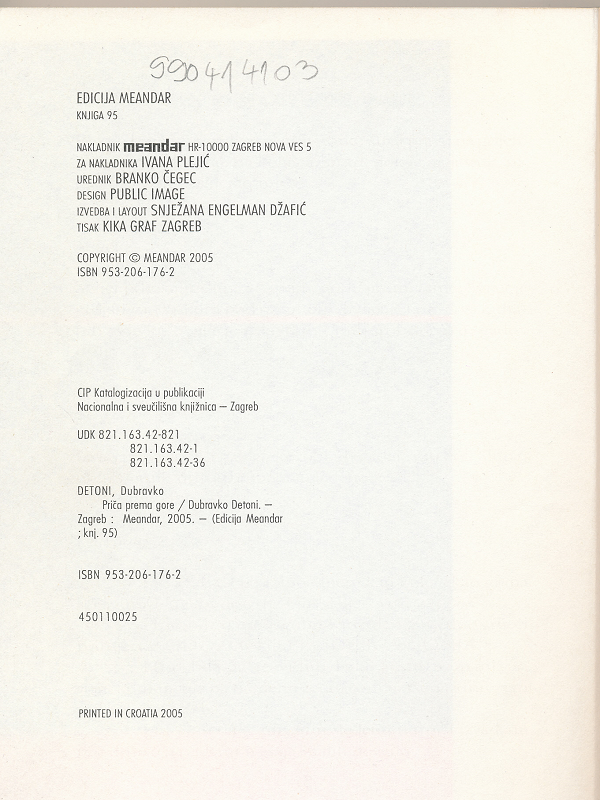 990414103
EDICIJA MEANDAR
KNJIGA 95
NAKLADNIK meandar HR-10000 ZAGREB NOVA VES 5
ZA NAKLADNIKA IVANA PLEJIĆ
UREDNIK BRANKO ČEGEC
DESIGN PUBLIC IMAGE
IZVEDBA I LAYOUT SNJEŽANA ENGELMAN DŽAFIĆ
TISAK KIKA GRAF ZAGREB
COPYRIGHT © MEANDAR 2005
ISBN 953-206-176-2
CIP Katalogizacija u publikaciji
Nacionalna i sveučilišna knjižnica – Zagreb
UDK 821.163.42-821
821.163.42-1
821.163.42-36
DETONI, Dubravko
Priča prema gore / Dubravko Detoni. –
Zagreb : Meandar, 2005. – (Edicija Meandar
; knj. 95)
ISBN 953-206-176-2
450110025
PRINTED IN CROATIA 2005